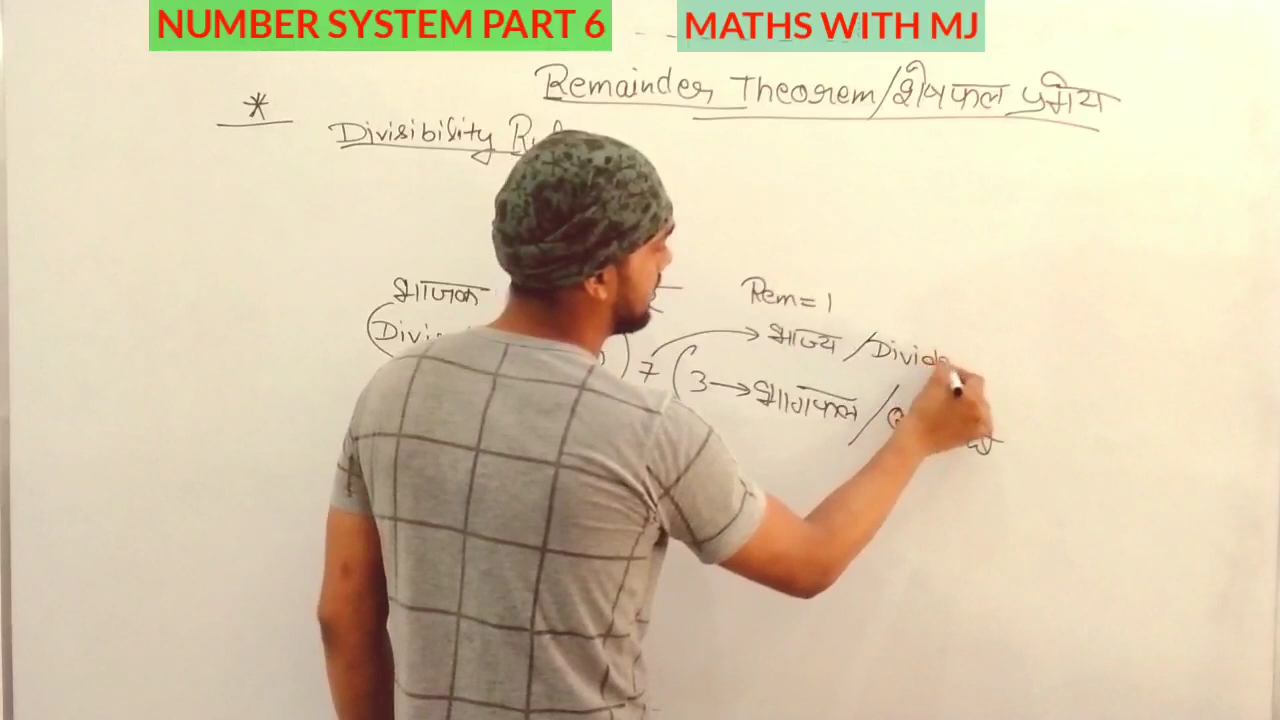 NUMBER SYSTEM PART 6
MATHS WITH MJ
Remainder Theorem/शेषफल प्रमेय
*
Divisibility
भाजक
Rem = 1
7
भाज्य /
3 → भागफल /